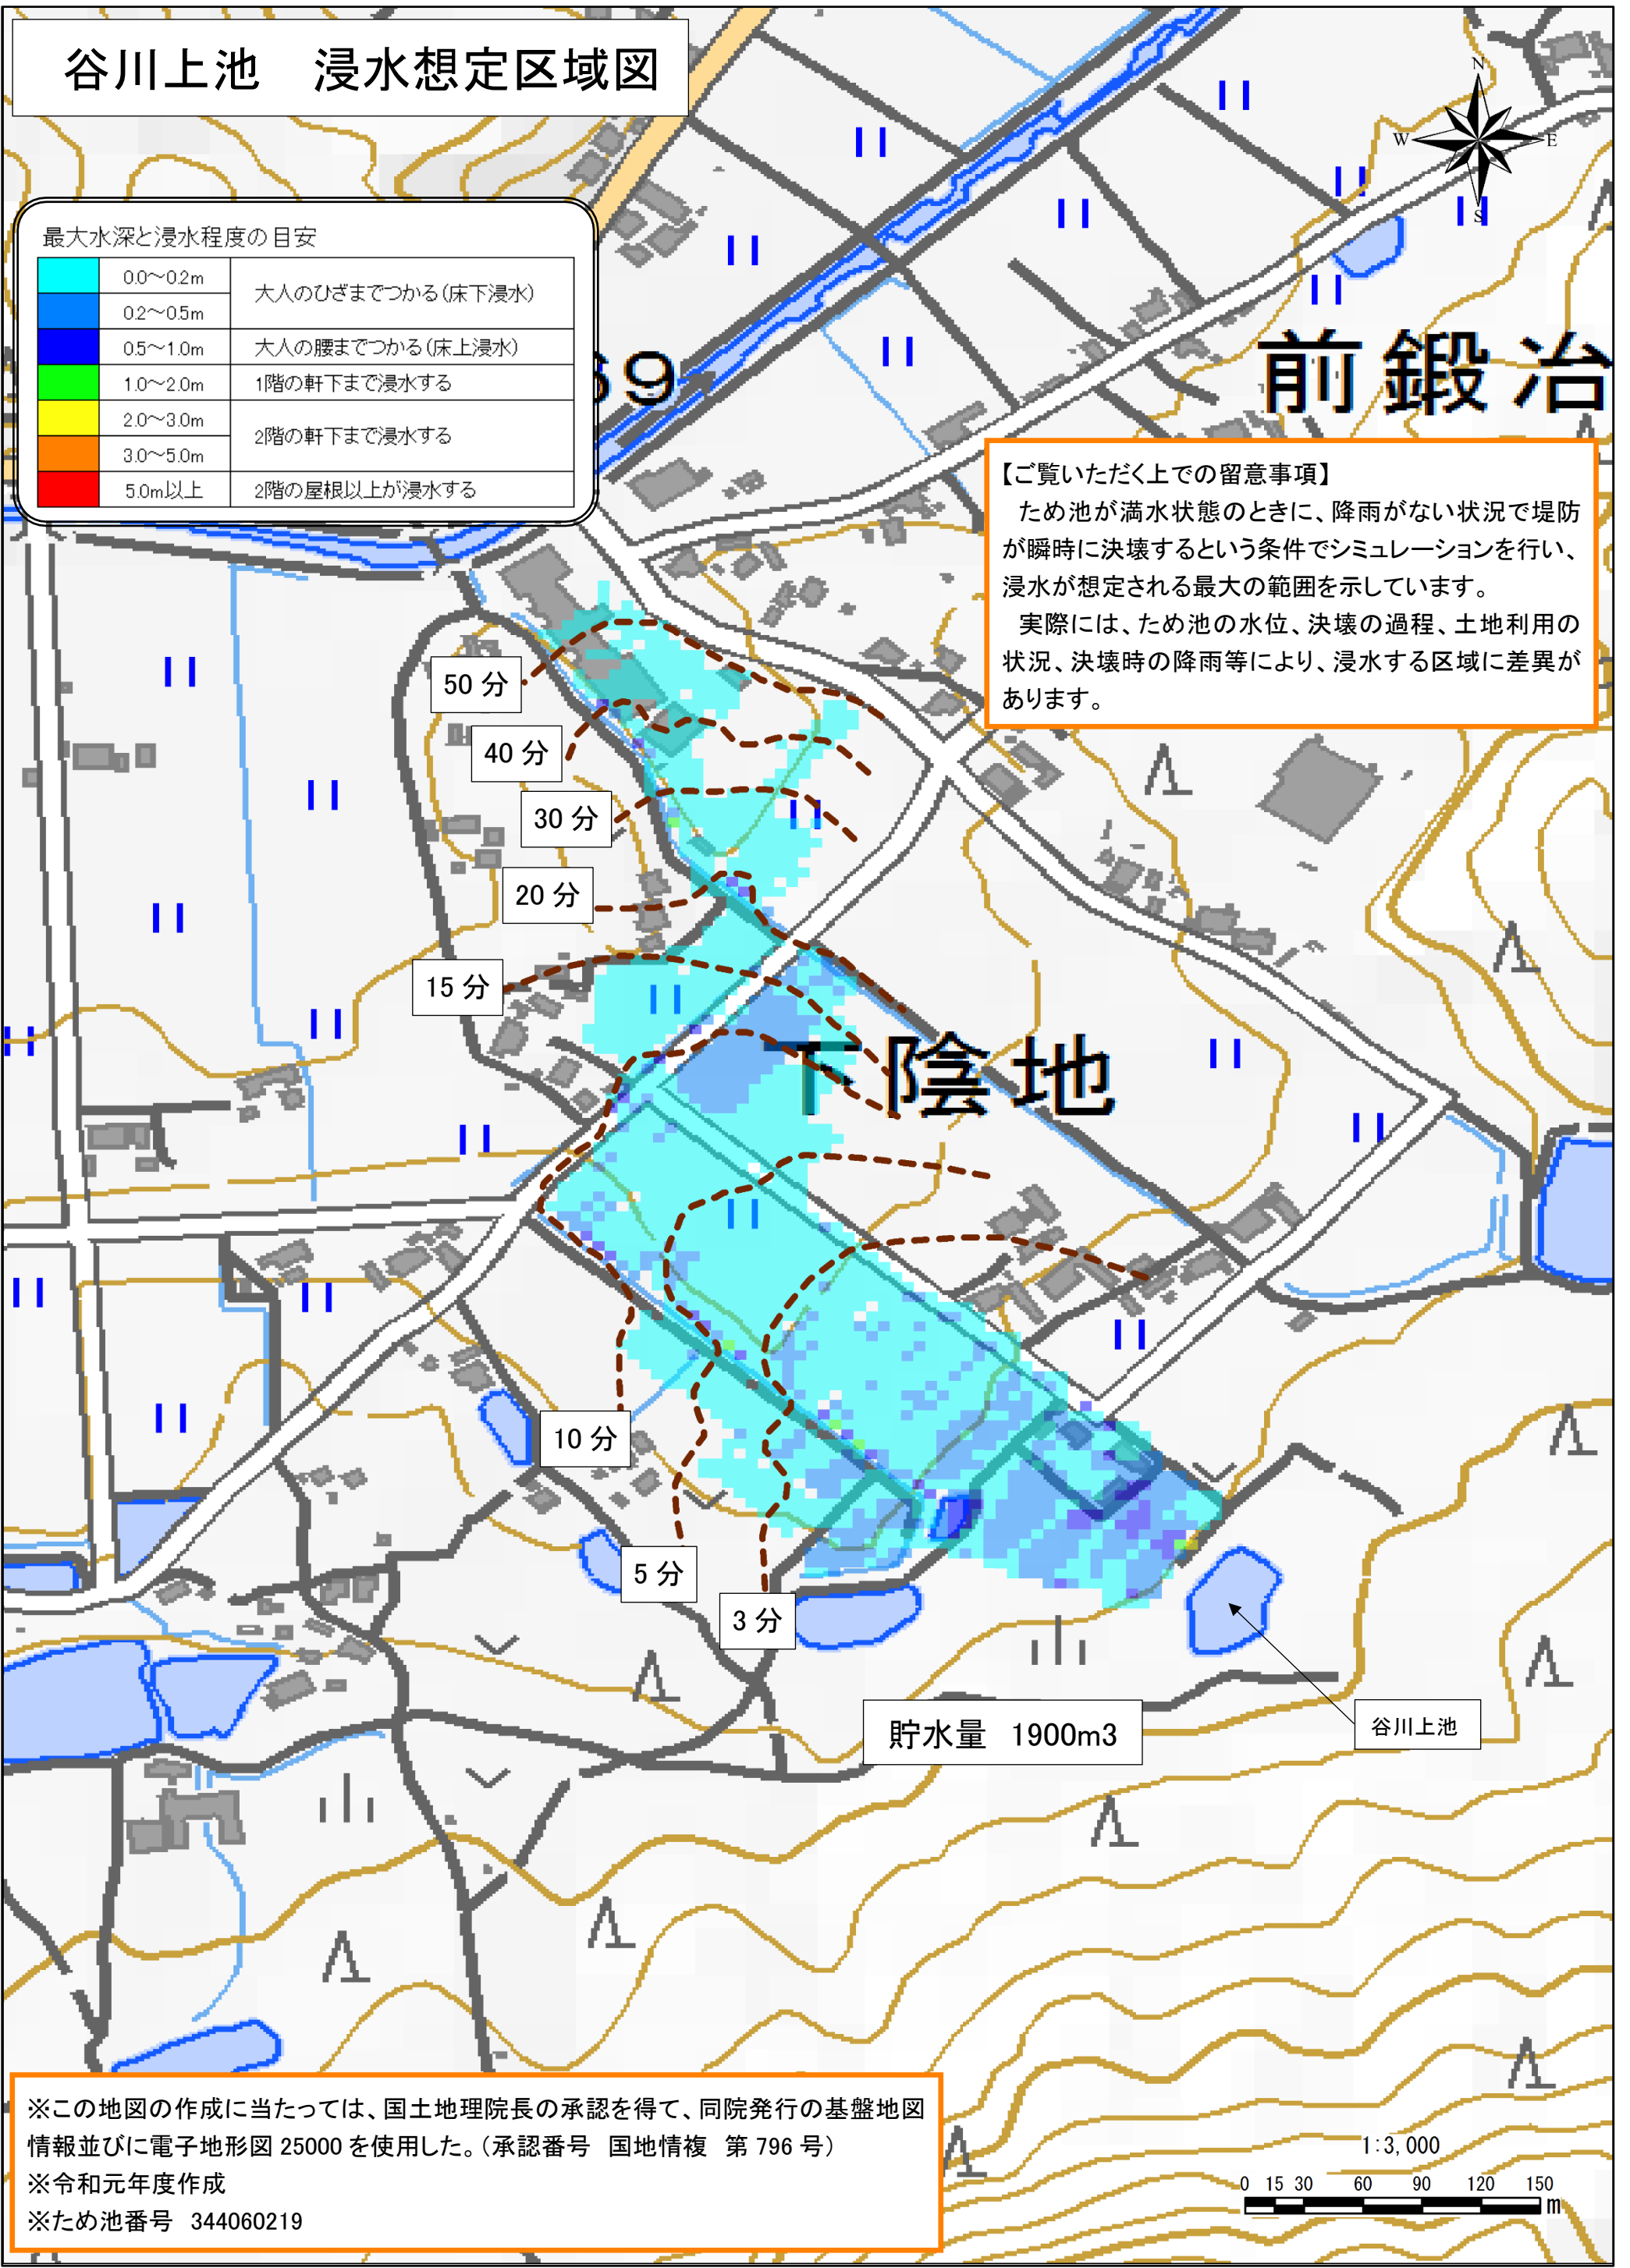 谷川上池　浸水想定区域図
N
W
E
S
最大水深と浸水程度の目安
0.0～0.2m
大人のひざまでつかる(床下浸水)
0.2～0.5m
0.5～1.0m
大人の腰までつかる(床上浸水)
1.0～2.0m
1階の軒下まで浸水する
2.0～3.0m
2階の軒下まで浸水する
3.0～5.0m
5.0m以上
2階の屋根以上が浸水する
69
前鍛冶
【ご覧いただく上での留意事項】
ため池が満水状態のときに、降雨がない状況で堤防
が瞬時に決壊するという条件でシミュレーションを行い、
浸水が想定される最大の範囲を示しています。
実際には、ため池の水位、決壊の過程、土地利用の
状況、決壊時の降雨等により、浸水する区域に差異が
あります。
50 分
40 分
30 分
20 分
15 分
下陰地
10 分
5 分
3 分
貯水量　1900m3
谷川上池
※この地図の作成に当たっては、国土地理院長の承認を得て、同院発行の基盤地図
情報並びに電子地形図 25000 を使用した。（承認番号　国地情複　第 796 号）
※令和元年度作成
※ため池番号　344060219
1:3,000
0 15 30 60 90 120 150
m